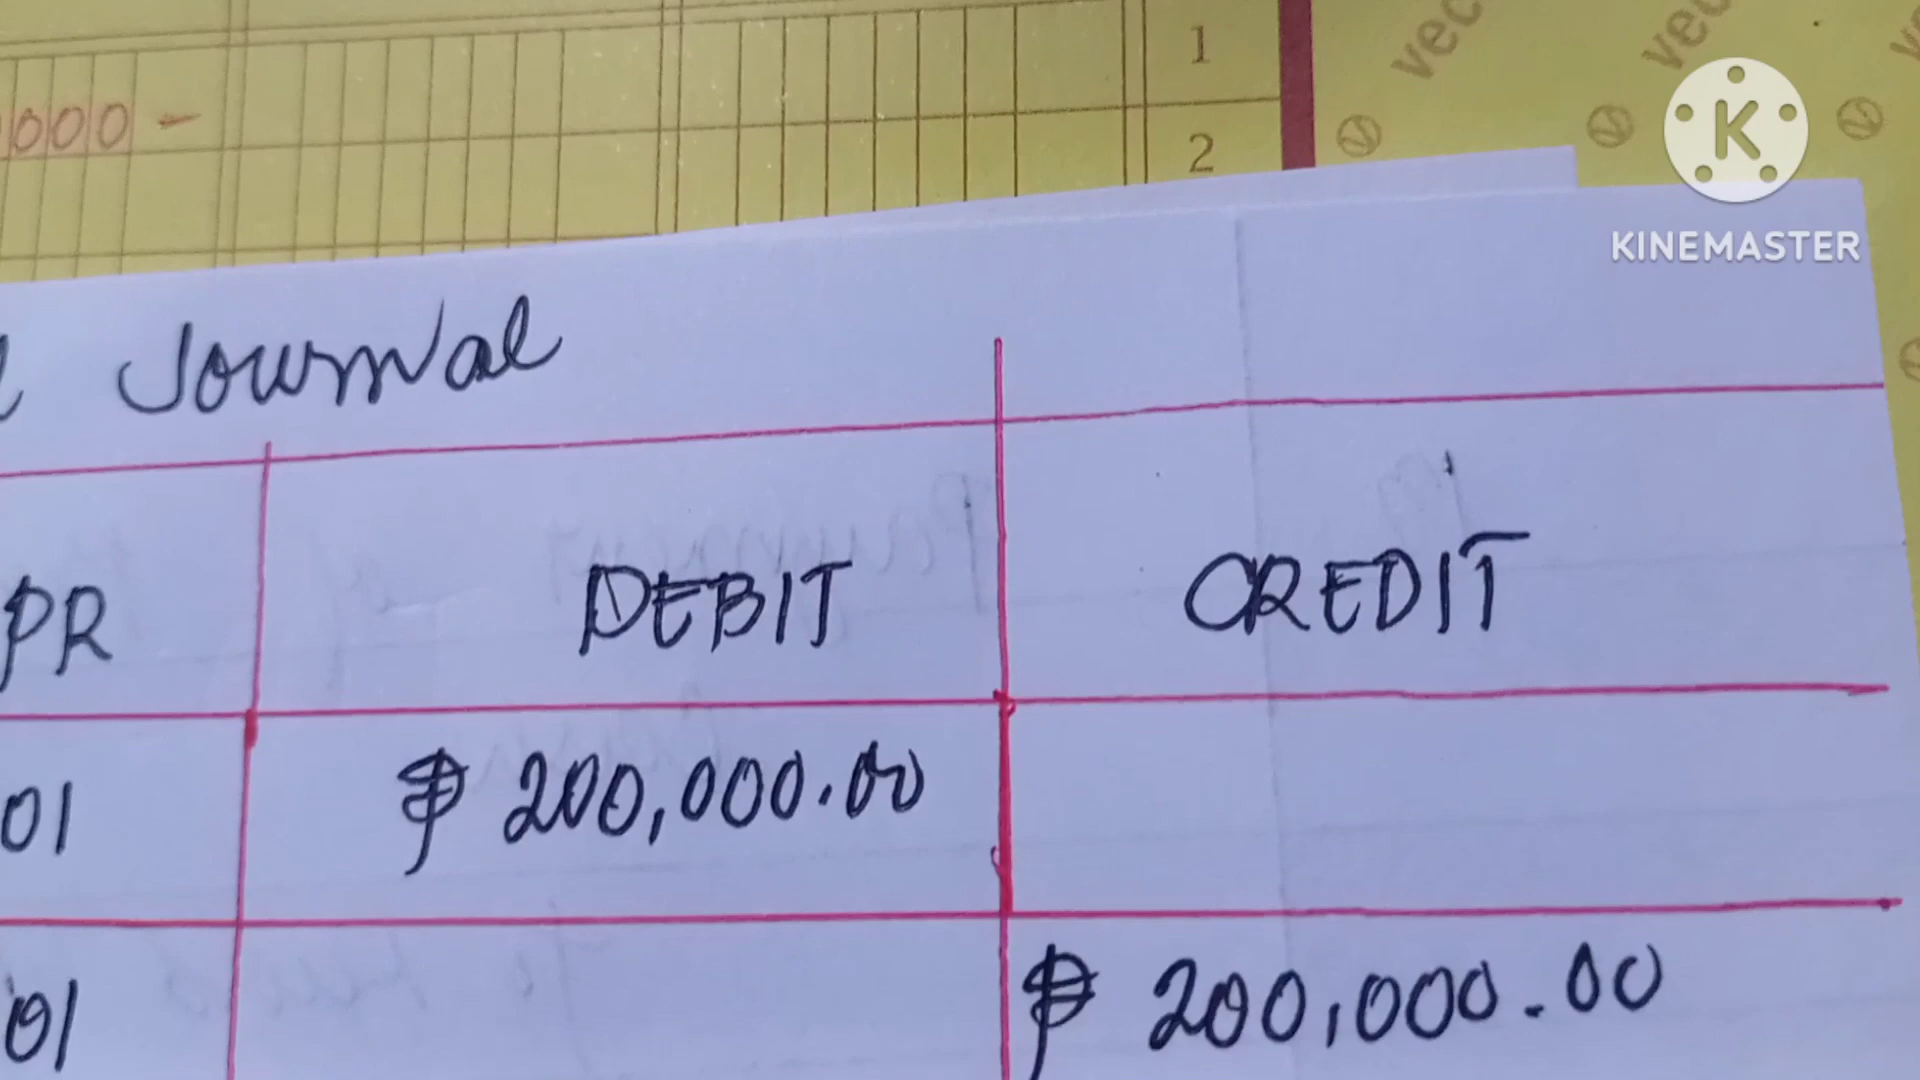 1
000 -
2
KINEMASTER
Journal
PR DEBIT CREDIT
01 ₱ 200,000.00
01 ₱ 200,000.00